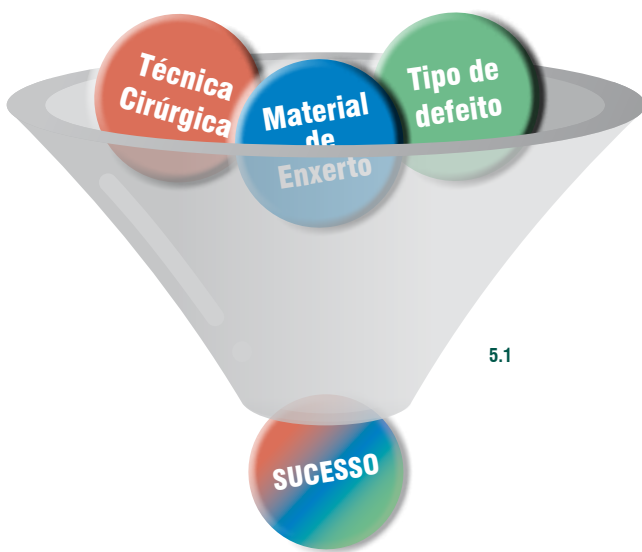 Técnica
Cirúrgica
Material
de
Enxerto
Tipo de
defeito
5.1
SUCESSO